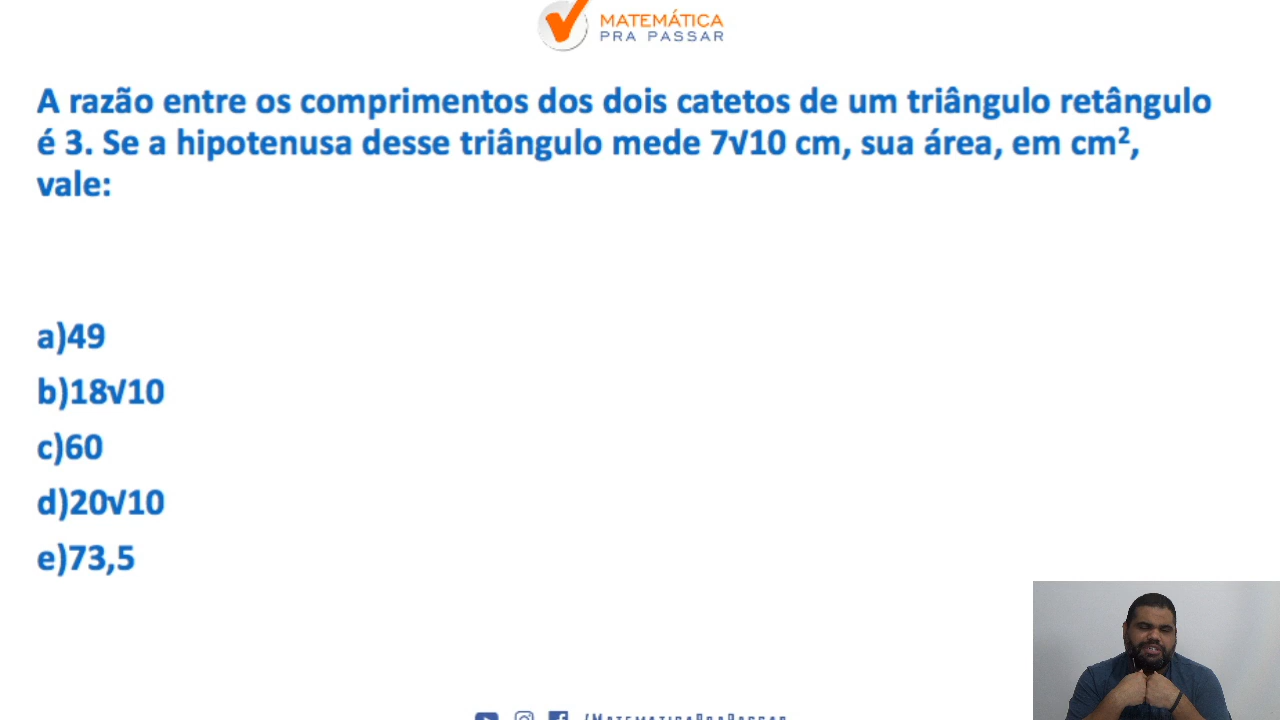 MATEMÁTICA
PRA PASSAR
A razão entre os comprimentos dos dois catetos de um triângulo retângulo
é 3. Se a hipotenusa desse triângulo mede 7√10 cm, sua área, em cm²,
vale:
a)49
b)18√10
c)60
d)20√10
e)73,5
/MATEMATICAPRAPASSAR